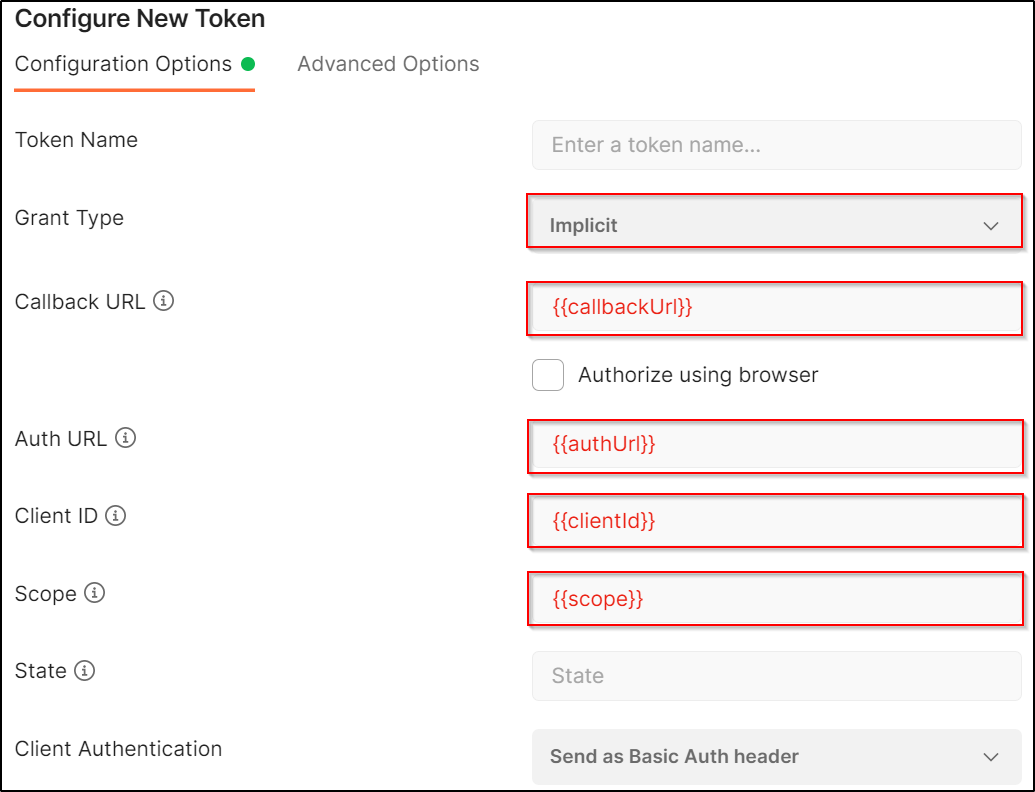 Configure New Token
Configuration Options Advanced Options
Token Name Enter a token name...
Grant Type Implicit
Callback URL {{callbackUrl}}
Authorize using browser
Auth URL {{authUrl}}
Client ID {{clientId}}
Scope {{scope}}
State State
Client Authentication Send as Basic Auth header